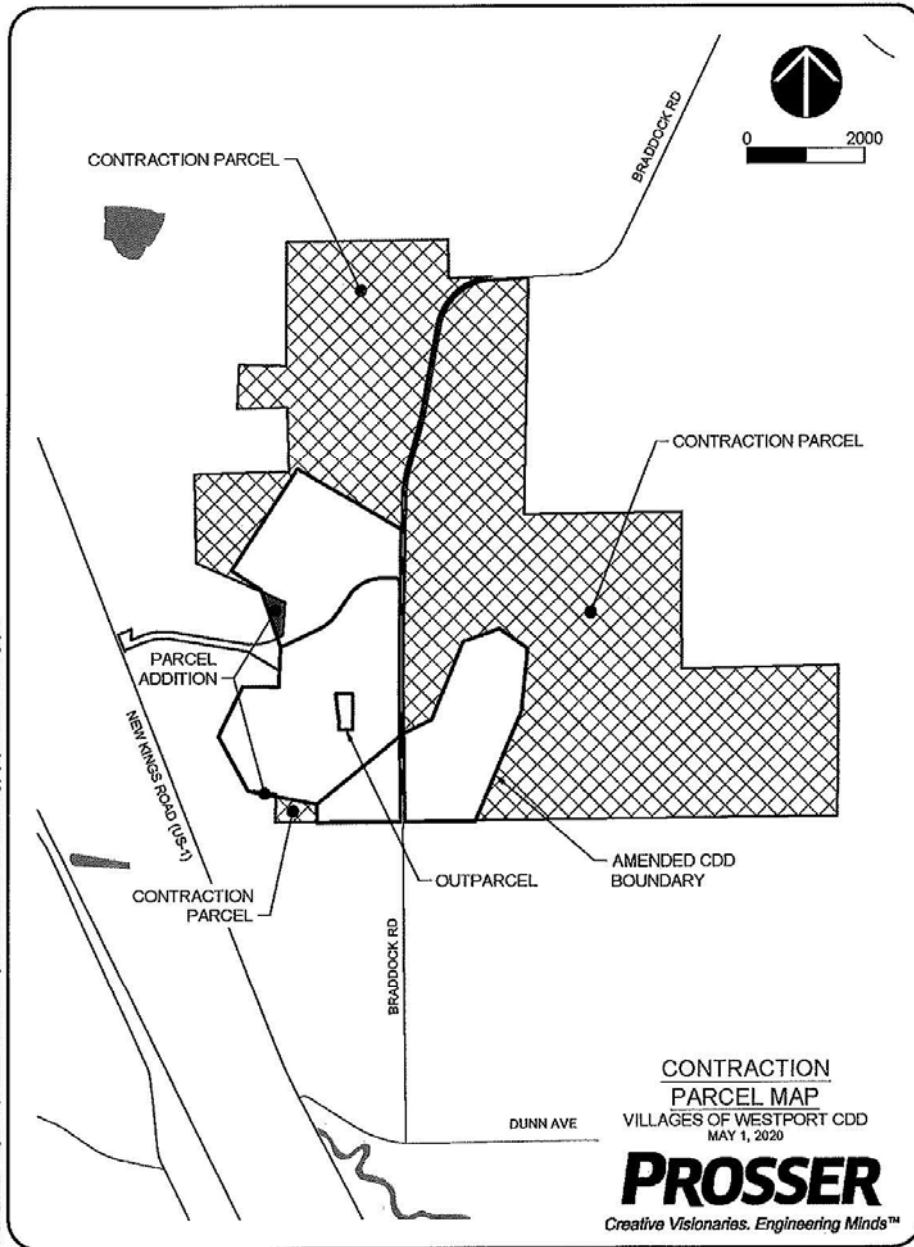 BRADDOCK RD
0 2000
CONTRACTION PARCEL
CONTRACTION PARCEL
PARCEL
ADDITION
NEW KINGS ROAD (US-1)
CONTRACTION
PARCEL
OUTPARCEL
AMENDED CDD
BOUNDARY
BRADDOCK RD
DUNN AVE
CONTRACTION
PARCEL MAP
VILLAGES OF WESTPORT CDD
MAY 1, 2020
PROSSER
Creative Visionaries. Engineering Minds™